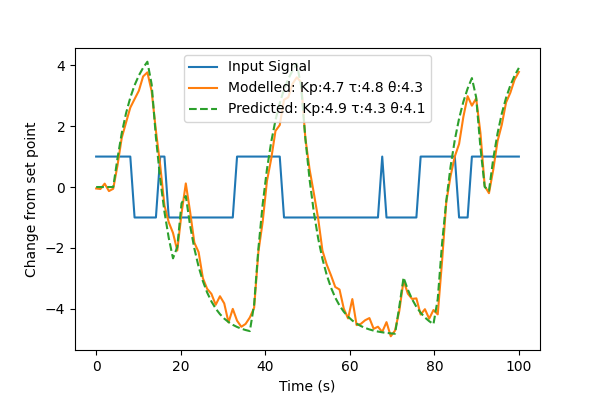 Input Signal
Modelled: Kp:4.7 τ:4.8 θ:4.3
Predicted: Kp:4.9 τ:4.3 θ:4.1
Change from set point
4
2
0
−2
−4
0 20 40 60 80 100
Time (s)